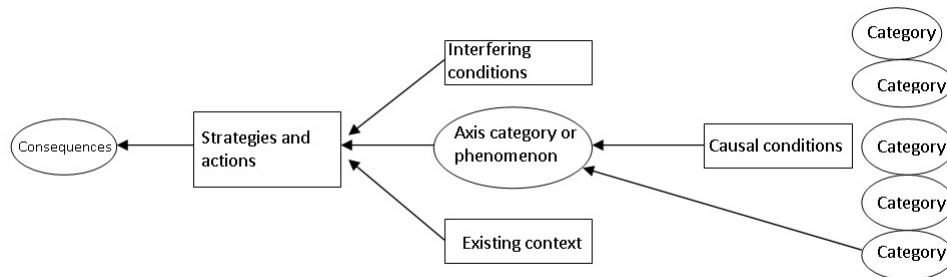 Interfering
conditions
Category
Category
Consequences
Strategies and
actions
Axis category or
phenomenon
Causal conditions
Category
Category
Existing context
Category